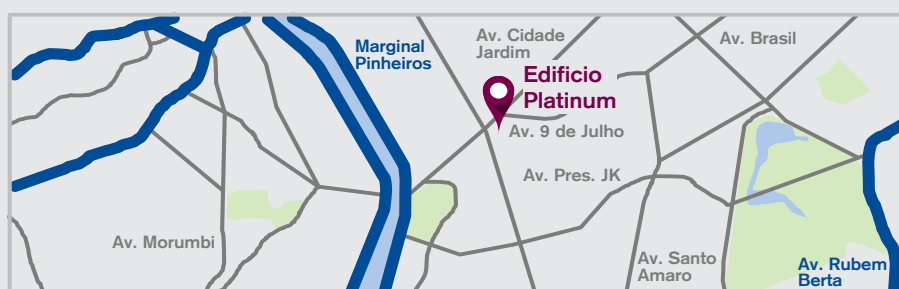 Marginal
Pinheiros
Av. Cidade
Jardim
Av. Brasil
Edificio
Platinum
Av. 9 de Julho
Av. Pres. JK
Av. Morumbi
Av. Santo
Amaro
Av. Rubem
Berta